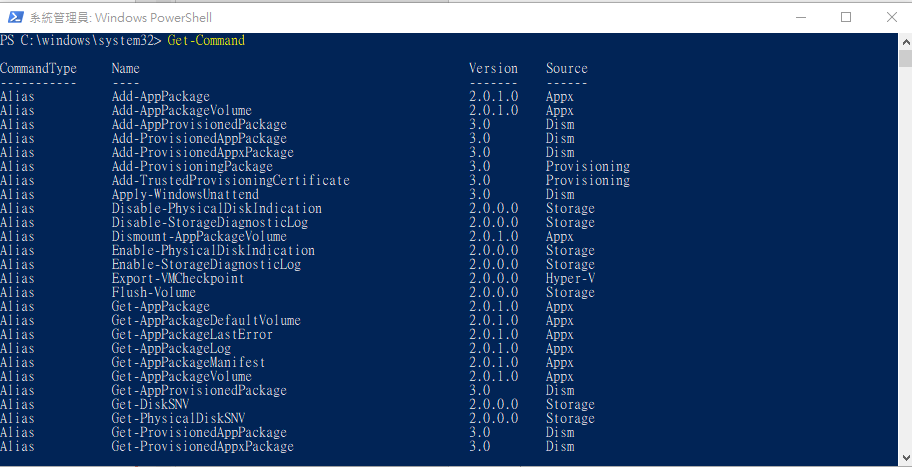 系統管理員: Windows PowerShell
PS C:\windows\system32> Get-Command
CommandType Name Version Source
----------- ---- ------- ------
Alias Add-AppPackage 2.0.1.0 Appx
Alias Add-AppPackageVolume 2.0.1.0 Appx
Alias Add-AppProvisionedPackage 3.0 Dism
Alias Add-ProvisionedAppPackage 3.0 Dism
Alias Add-ProvisionedAppxPackage 3.0 Dism
Alias Add-ProvisioningPackage 3.0 Provisioning
Alias Add-TrustedProvisioningCertificate 3.0 Provisioning
Alias Apply-WindowsUnattend 3.0 Dism
Alias Disable-PhysicalDiskIndication 2.0.0.0 Storage
Alias Disable-StorageDiagnosticLog 2.0.0.0 Storage
Alias Dismount-AppPackageVolume 2.0.1.0 Appx
Alias Enable-PhysicalDiskIndication 2.0.0.0 Storage
Alias Enable-StorageDiagnosticLog 2.0.0.0 Storage
Alias Export-VMCheckpoint 2.0.0.0 Hyper-V
Alias Flush-Volume 2.0.0.0 Storage
Alias Get-AppPackage 2.0.1.0 Appx
Alias Get-AppPackageDefaultVolume 2.0.1.0 Appx
Alias Get-AppPackageLastError 2.0.1.0 Appx
Alias Get-AppPackageLog 2.0.1.0 Appx
Alias Get-AppPackageManifest 2.0.1.0 Appx
Alias Get-AppPackageVolume 2.0.1.0 Appx
Alias Get-AppProvisionedPackage 3.0 Dism
Alias Get-DiskSNV 2.0.0.0 Storage
Alias Get-PhysicalDiskSNV 2.0.0.0 Storage
Alias Get-ProvisionedAppPackage 3.0 Dism
Alias Get-ProvisionedAppxPackage 3.0 Dism